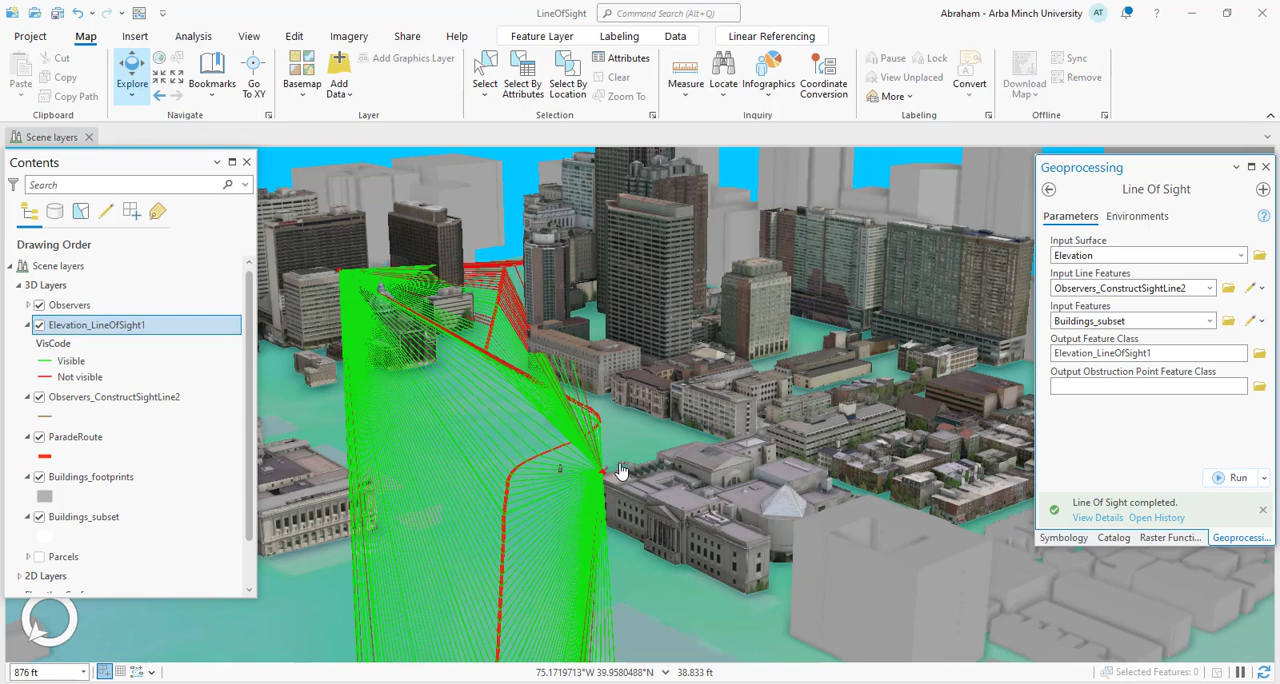 LineOfSight
Command Search (Alt+Q)
Abraham - Arba Minch University
AT
Project
Map
Insert
Analysis
View
Edit
Imagery
Share
Help
Feature Layer
Labeling
Data
Linear Referencing
Paste
Cut
Copy
Copy Path
Clipboard
Explore
Bookmarks
Go
To XY
Navigate
Basemap
Add
Data
Add Graphics Layer
Layer
Select
Select By
Attributes
Select By
Location
Attributes
Clear
Zoom To
Selection
Measure
Locate
Infographics
Coordinate
Conversion
Inquiry
Pause
Lock
View Unplaced
More
Convert
Labeling
Download
Map
Sync
Remove
Offline
Scene layers
Contents
Search
Drawing Order
Scene layers
3D Layers
Observers
Elevation_LineOfSight1
VisCode
Visible
Not visible
Observers_ConstructSightLine2
ParadeRoute
Buildings_footprints
Buildings_subset
Parcels
2D Layers
Geoprocessing
Line Of Sight
Parameters
Environments
Input Surface
Elevation
Input Line Features
Observers_ConstructSightLine2
Input Features
Buildings_subset
Output Feature Class
Elevation_LineOfSight1
Output Obstruction Point Feature Class
Run
Line Of Sight completed.
View Details Open History
Symbology
Catalog
Raster Functi...
Geoprocessi...
876 ft
75.1719713°W 39.9580488°N
38.833 ft
Selected Features: 0